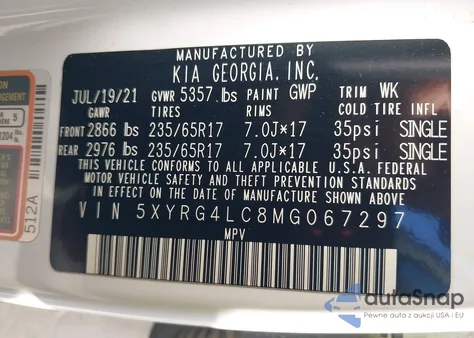 MANUFACTURED BY
KIA GEORGIA, INC.
JUL/19/21 GVWR 5357 lbs PAINT GWP TRIM WK
GAWR TIRES RIMS COLD TIRE INFL
FRONT 2866 lbs 235/65R17 7.0J×17 35psi SINGLE
REAR 2976 lbs 235/65R17 7.0J×17 35psi SINGLE
THIS VEHICLE CONFORMS TO ALL APPLICABLE U.S.A. FEDERAL
MOTOR VEHICLE SAFETY AND THEFT PREVENTION STANDARDS
IN EFFECT ON THE DATE OF MANUFACTURE SHOWN ABOVE.
VIN 5XYRG4LC8MG067297
MPV
5
512A
autoSnap
Pewne auta z aukcji USA i EU